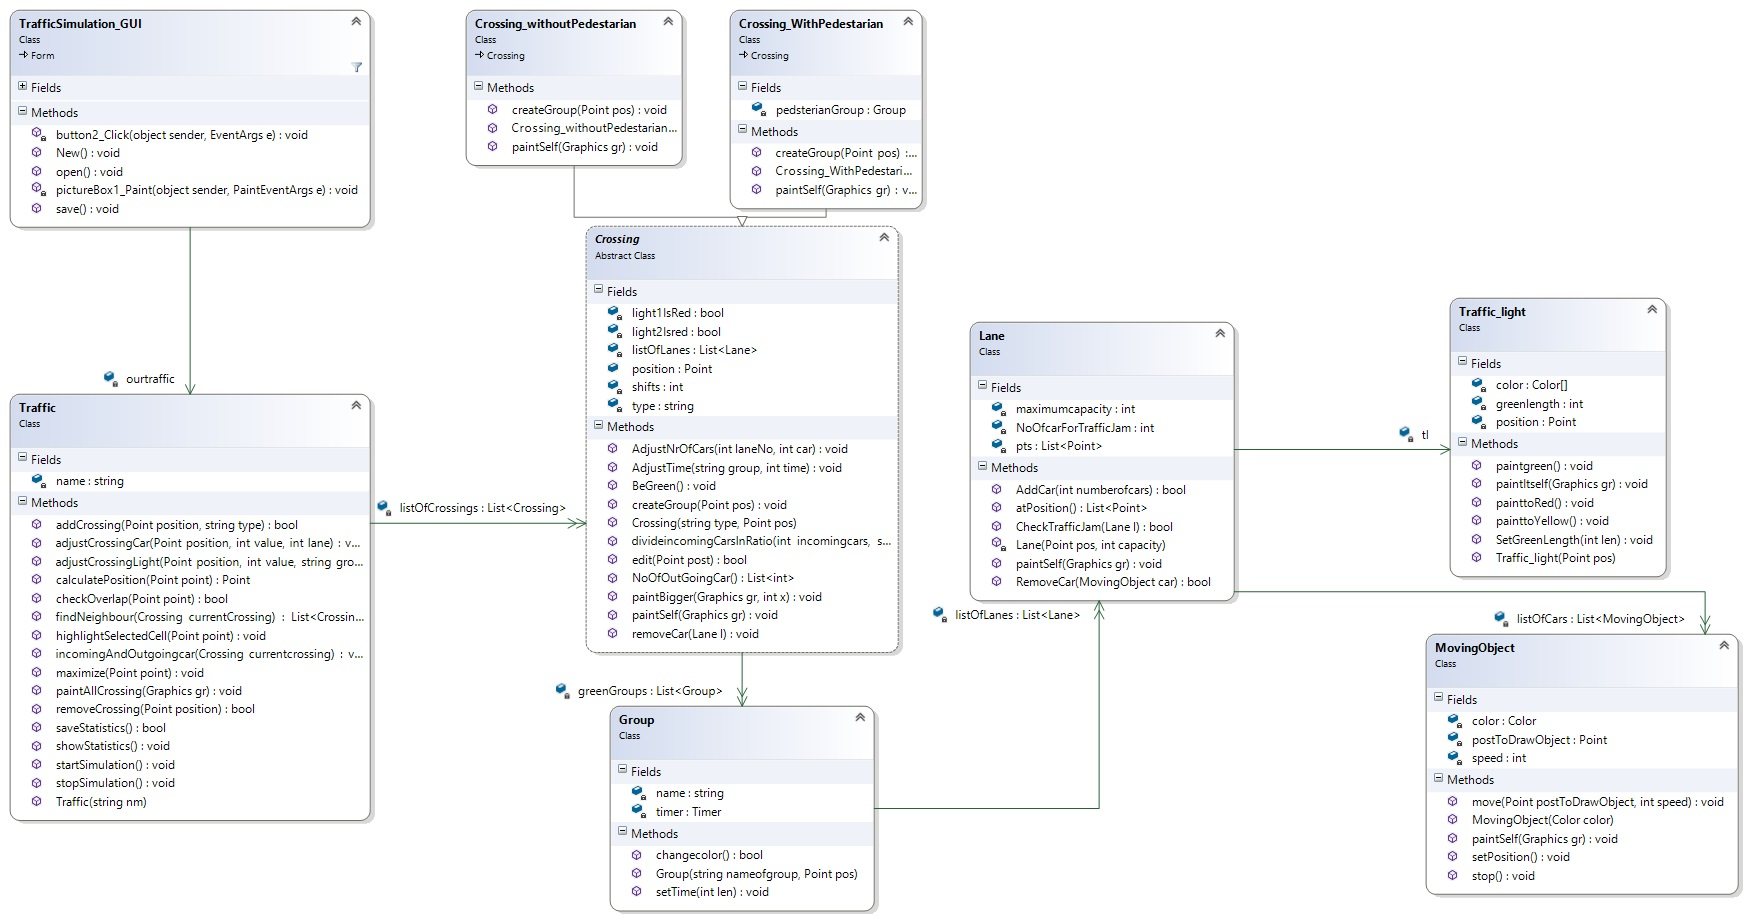 TrafficSimulation_GUI
Class
Form
Fields
Methods
button2_Click(object sender, EventArgs e) : void
New() : void
open() : void
pictureBox1_Paint(object sender, PaintEventArgs e) : void
save() : void
Crossing_withoutPedestarian
Class
Crossing
Methods
createGroup(Point pos) : void
Crossing_withoutPedestarian...
paintSelf(Graphics gr) : void
Crossing_WithPedestarian
Class
Crossing
Fields
pedsterianGroup : Group
Methods
createGroup(Point pos) :...
Crossing_WithPedestari...
paintSelf(Graphics gr) : v...
ourtraffic
Traffic
Class
Fields
name : string
Methods
addCrossing(Point position, string type) : bool
adjustCrossingCar(Point position, int value, int lane) : v...
adjustCrossingLight(Point position, int value, string gro...
calculatePosition(Point point) : Point
checkOverlap(Point point) : bool
findNeighbour(Crossing currentCrossing) : List<Crossin...
highlightSelectedCell(Point point) : void
incomingAndOutgoingcar(Crossing currentcrossing) : v...
maximize(Point point) : void
paintAllCrossing(Graphics gr) : void
removeCrossing(Point position) : bool
saveStatistics() : bool
showStatistics() : void
startSimulation() : void
stopSimulation() : void
Traffic(string nm)
listOfCrossings : List<Crossing>
Crossing
Abstract Class
Fields
light1IsRed : bool
light2Isred : bool
listOfLanes : List<Lane>
position : Point
shifts : int
type : string
Methods
AdjustNrOfCars(int laneNo, int car) : void
AdjustTime(string group, int time) : void
BeGreen() : void
createGroup(Point pos) : void
Crossing(string type, Point pos)
divideincomingCarsInRatio(int incomingcars, s...
edit(Point post) : bool
NoOfOutGoingCar() : List<int>
paintBigger(Graphics gr, int x) : void
paintSelf(Graphics gr) : void
removeCar(Lane l) : void
greenGroups : List<Group>
Group
Class
Fields
name : string
timer : Timer
Methods
changecolor() : bool
Group(string nameofgroup, Point pos)
setTime(int len) : void
listOfLanes : List<Lane>
Lane
Class
Fields
maximumcapacity : int
NoOfcarForTrafficJam : int
pts : List<Point>
Methods
AddCar(int numberofcars) : bool
atPosition() : List<Point>
CheckTrafficJam(Lane l) : bool
Lane(Point pos, int capacity)
paintSelf(Graphics gr) : void
RemoveCar(MovingObject car) : bool
tl
Traffic_light
Class
Fields
color : Color[]
greenlength : int
position : Point
Methods
paintgreen() : void
paintItself(Graphics gr) : void
painttoRed() : void
painttoYellow() : void
SetGreenLength(int len) : void
Traffic_light(Point pos)
listOfCars : List<MovingObject>
MovingObject
Class
Fields
color : Color
postToDrawObject : Point
speed : int
Methods
move(Point postToDrawObject, int speed) : void
MovingObject(Color color)
paintSelf(Graphics gr) : void
setPosition() : void
stop() : void